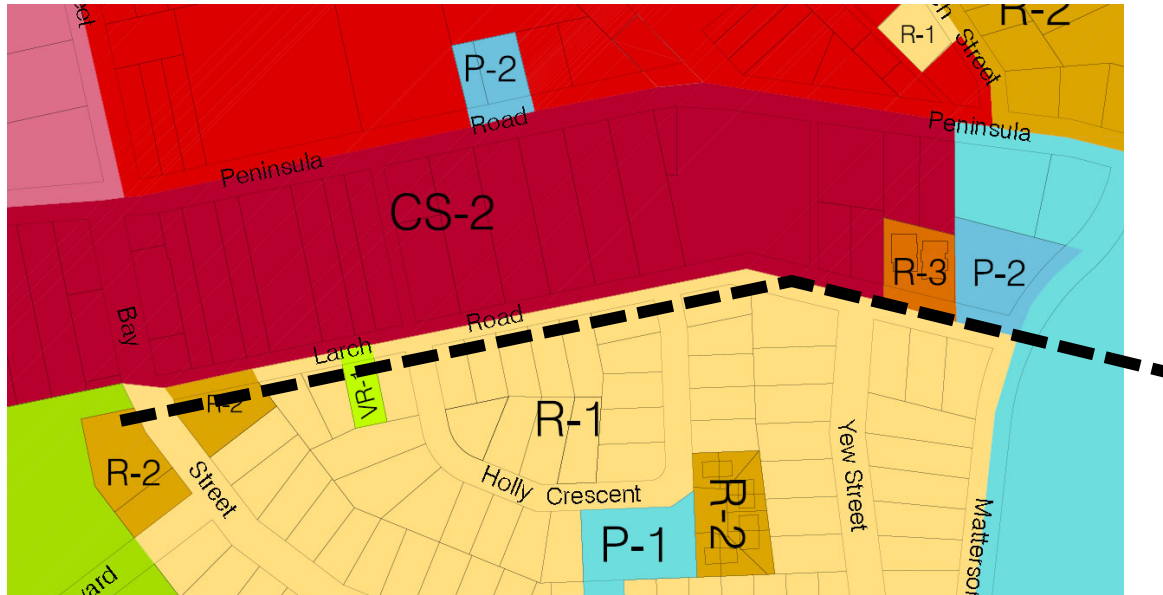 R-2
R-1
Street
P-2
Road
Peninsula
Peninsula
CS-2
R-3
P-2
Bay
Road
Larch
VR-1
R-2
R-1
R-2
Street
Holly Crescent
Yew Street
R-2
P-1
Matterson